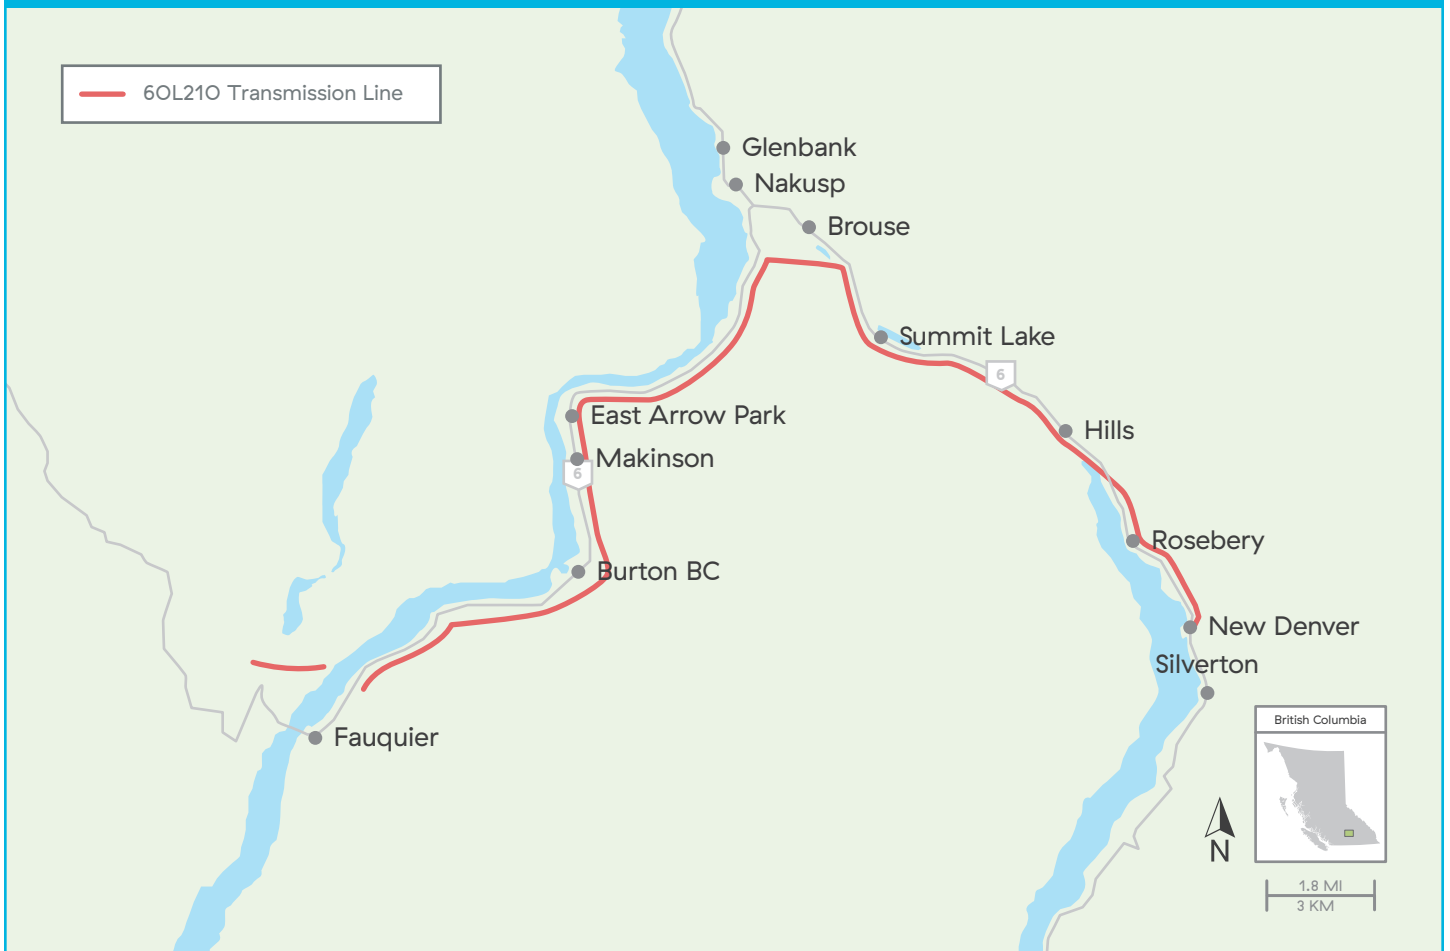 60L210 Transmission Line
Glenbank
Nakusp
Brouse
Summit Lake
6
East Arrow Park
Hills
Makinson
6
Rosebery
Burton BC
New Denver
Silverton
British Columbia
Fauquier
N
1.8 MI
3 KM